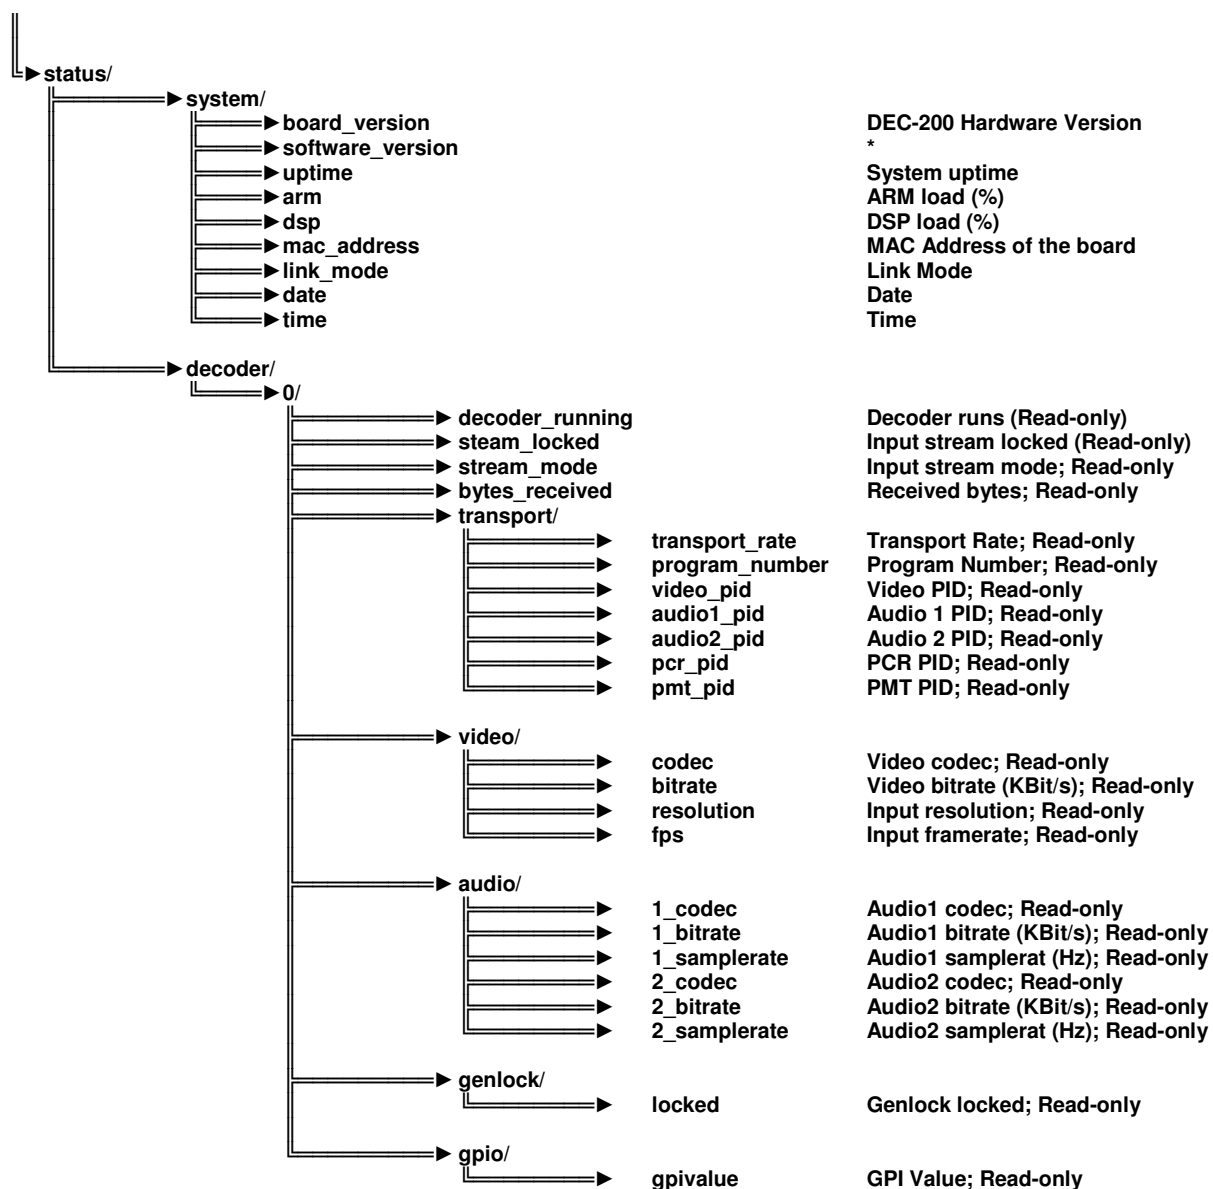 status/
system/
board_version DEC-200 Hardware Version
software_version *
uptime System uptime
arm ARM load (%)
dsp DSP load (%)
mac_address MAC Address of the board
link_mode Link Mode
date Date
time Time
decoder/
0/
decoder_running Decoder runs (Read-only)
steam_locked Input stream locked (Read-only)
stream_mode Input stream mode; Read-only
bytes_received Received bytes; Read-only
transport/
transport_rate Transport Rate; Read-only
program_number Program Number; Read-only
video_pid Video PID; Read-only
audio1_pid Audio 1 PID; Read-only
audio2_pid Audio 2 PID; Read-only
pcr_pid PCR PID; Read-only
pmt_pid PMT PID; Read-only
video/
codec Video codec; Read-only
bitrate Video bitrate (KBit/s); Read-only
resolution Input resolution; Read-only
fps Input framerate; Read-only
audio/
1_codec Audio1 codec; Read-only
1_bitrate Audio1 bitrate (KBit/s); Read-only
1_samplerate Audio1 samplerat (Hz); Read-only
2_codec Audio2 codec; Read-only
2_bitrate Audio2 bitrate (KBit/s); Read-only
2_samplerate Audio2 samplerat (Hz); Read-only
genlock/
locked Genlock locked; Read-only
gpio/
gpivalue GPI Value; Read-only